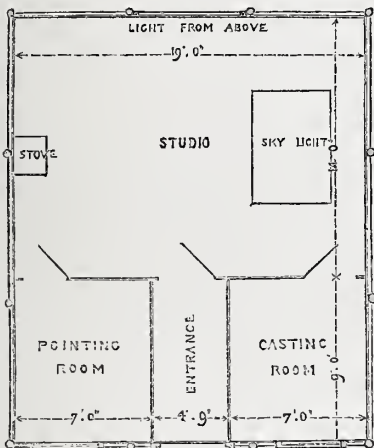 LIGHT FROM ABOVE
19'. 0"
STUDIO
SKY LIGHT
STOVE
POINTING
ROOM
ENTRANCE
CASTING
ROOM
9'. 0"
7'. 0"
4'. 9"
7'. 0"